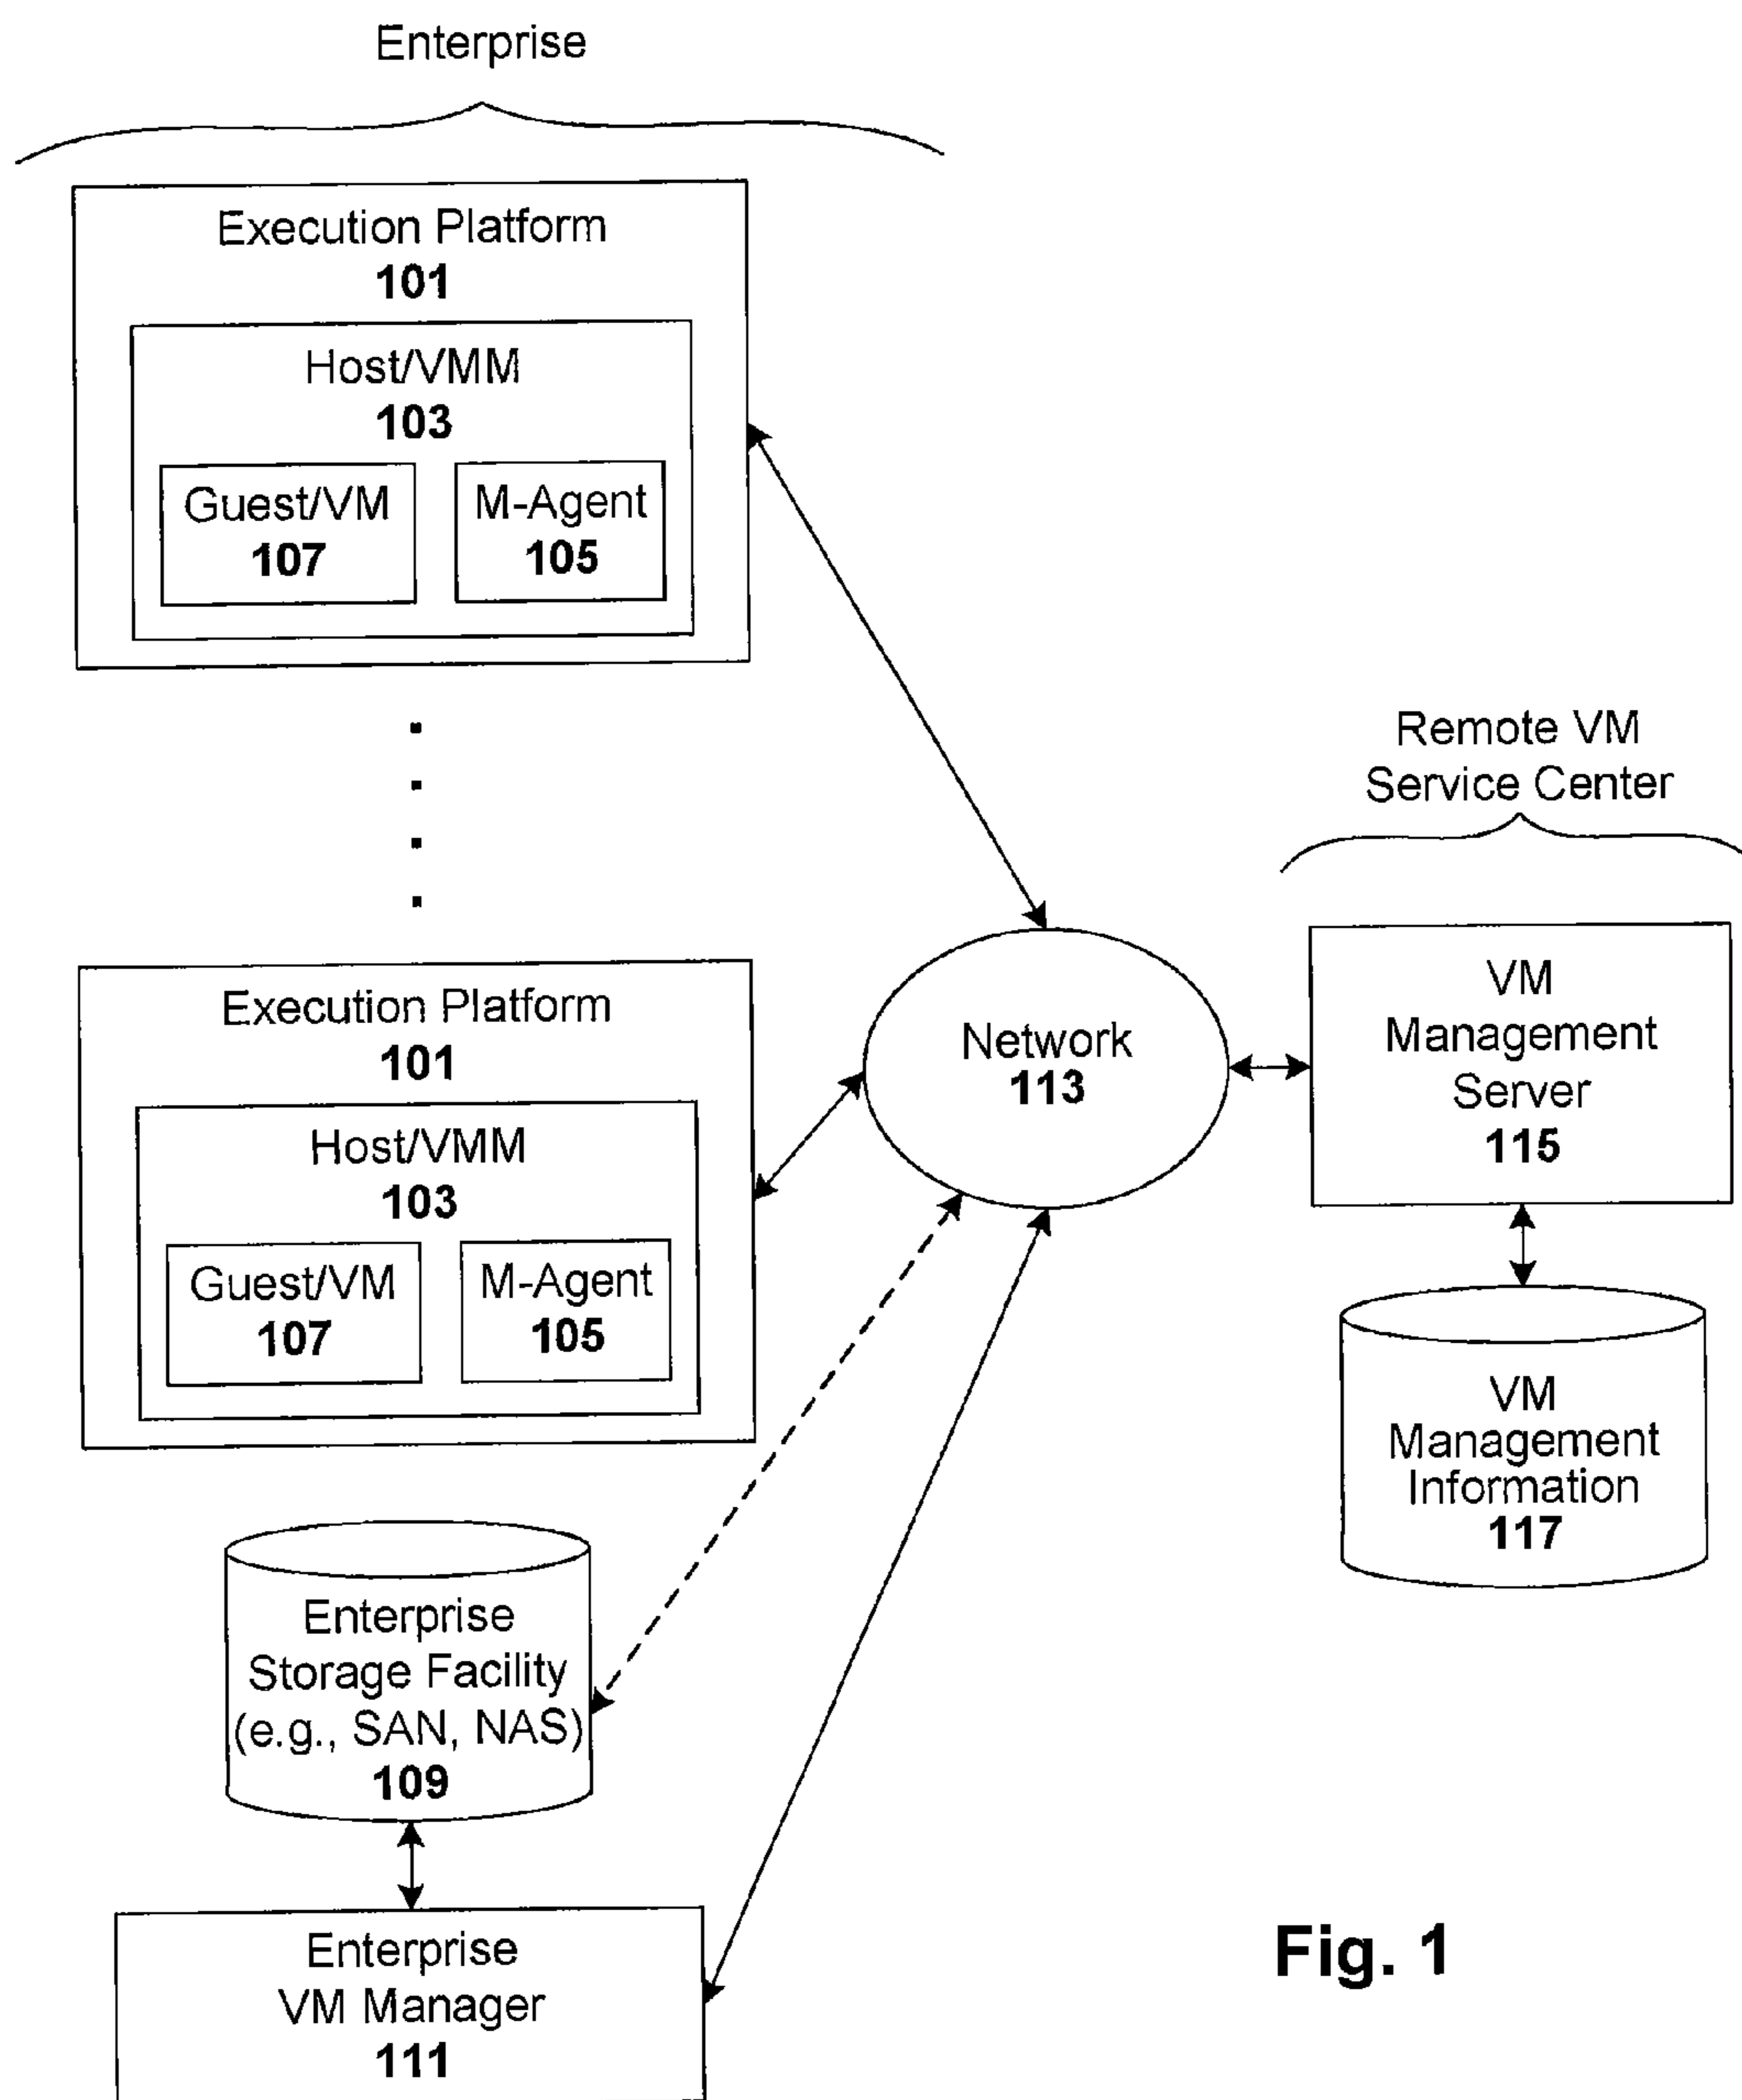 Enterprise
Execution Platform
101
Host/VMM
103
Guest/VM
107
M-Agent
105
Execution Platform
101
Host/VMM
103
Guest/VM
107
M-Agent
105
Enterprise
Storage Facility
(e.g., SAN, NAS)
109
Enterprise
VM Manager
111
Network
113
Remote VM
Service Center
VM
Management
Server
115
VM
Management
Information
117
Fig. 1